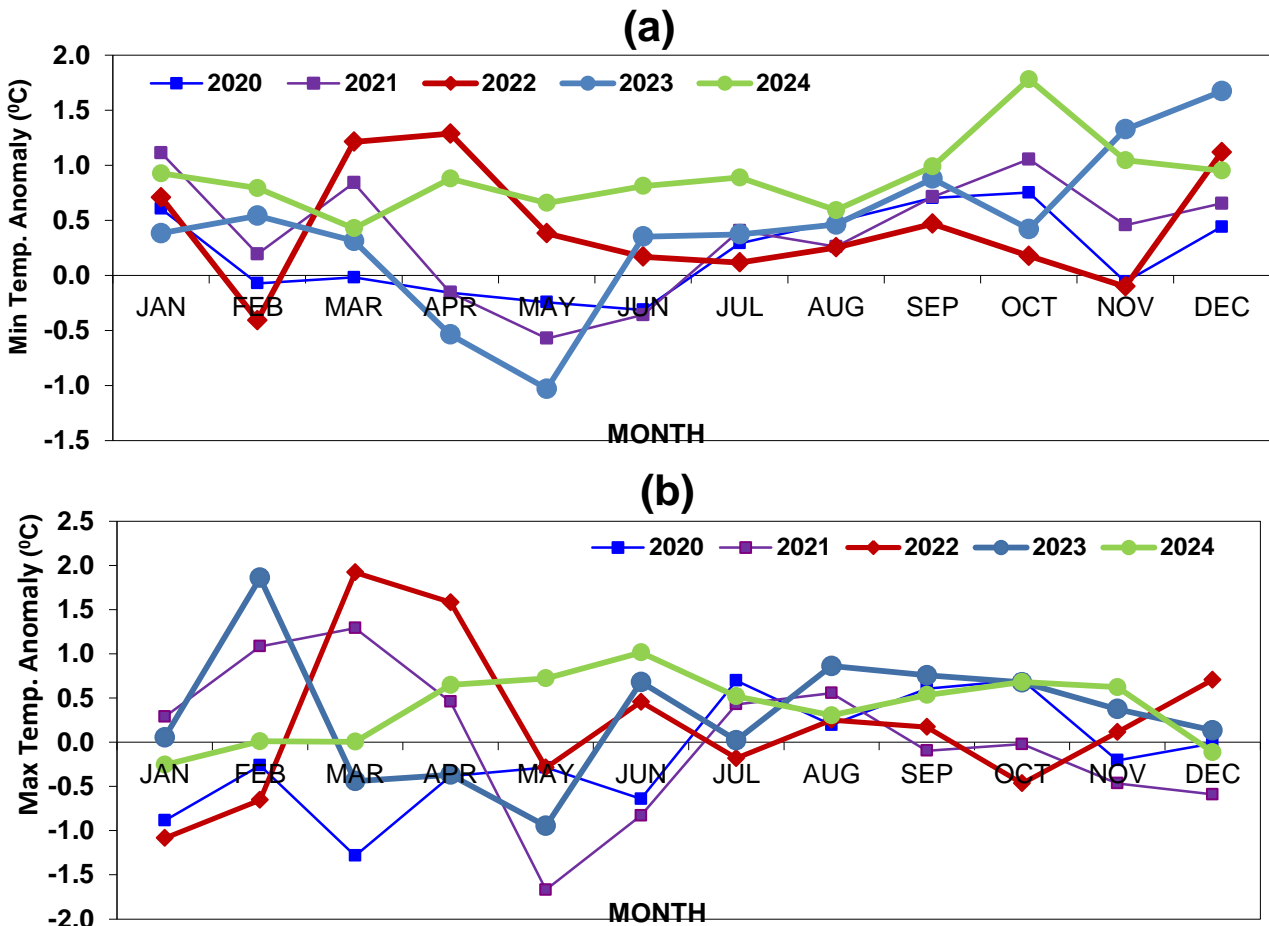 (a)
Min Temp. Anomaly (⁰C)
2.0
1.5
1.0
0.5
0.0
-0.5
-1.0
-1.5
2020 2021 2022 2023 2024
JAN FEB MAR APR MAY JUN JUL AUG SEP OCT NOV DEC
MONTH
(b)
Max Temp. Anomaly (⁰C)
2.5
2.0
1.5
1.0
0.5
0.0
-0.5
-1.0
-1.5
-2.0
2020 2021 2022 2023 2024
JAN FEB MAR APR MAY JUN JUL AUG SEP OCT NOV DEC
MONTH